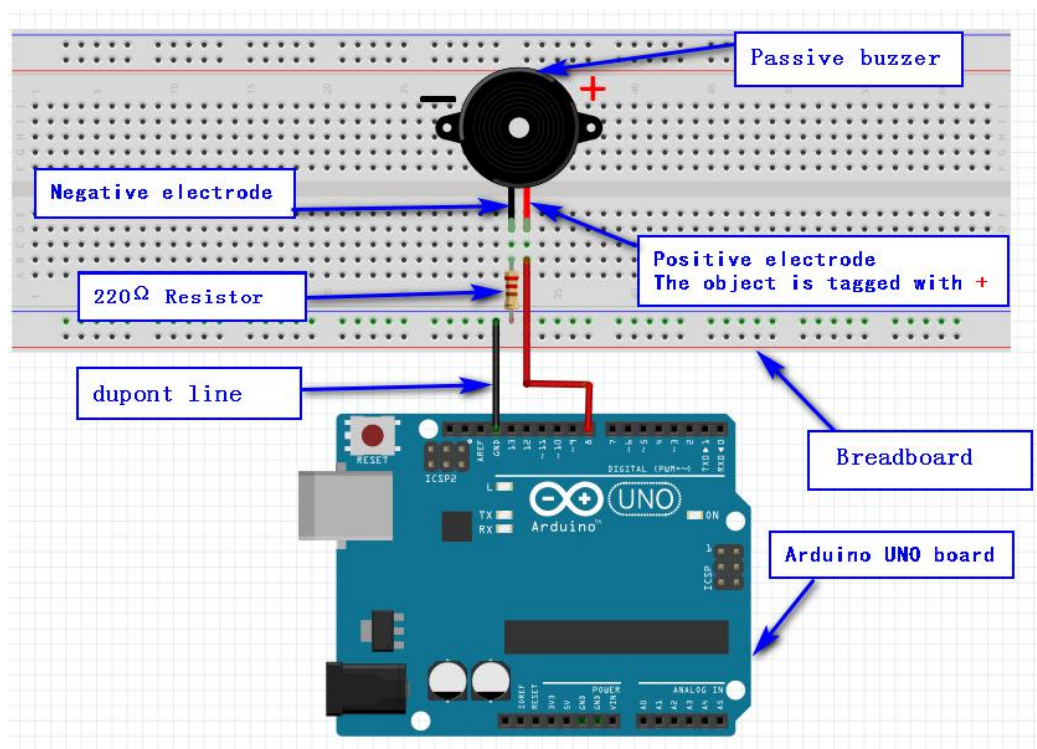 Passive buzzer
+
Negative electrode
Positive electrode
The object is tagged with +
220Ω Resistor
dupont line
Breadboard
Arduino UNO board
RESET
ICSP2
AREF
GND
13
12
~11
~10
~9
8
7
~6
~5
4
~3
2
TX0▶1
RX0◀0
DIGITAL (PWM=~)
L
TX
RX
Arduino™
UNO
ON
1
ICSP
IOREF
RESET
3V3
5V
GND
GND
VIN
POWER
ANALOG IN
A0
A1
A2
A3
A4
A5